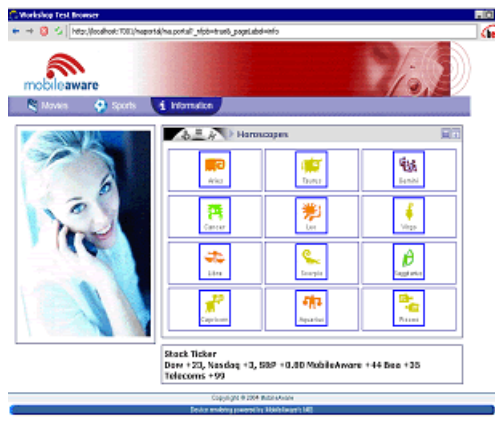 Workshop Test Browser
mobileaware
Movies
Sports
Information
Horoscopes
Aries
Taurus
Gemini
Cancer
Leo
Virgo
Libra
Scorpio
Sagittarius
Capricorn
Aquarius
Pisces
Stock Ticker
Dow +23, Nasdaq +3, S&P +0.00 MobileAware +44 Bea +35
Telecoms +99
Copyright © 2004 MobileAware
Device rendering powered by MobileAware's MIS